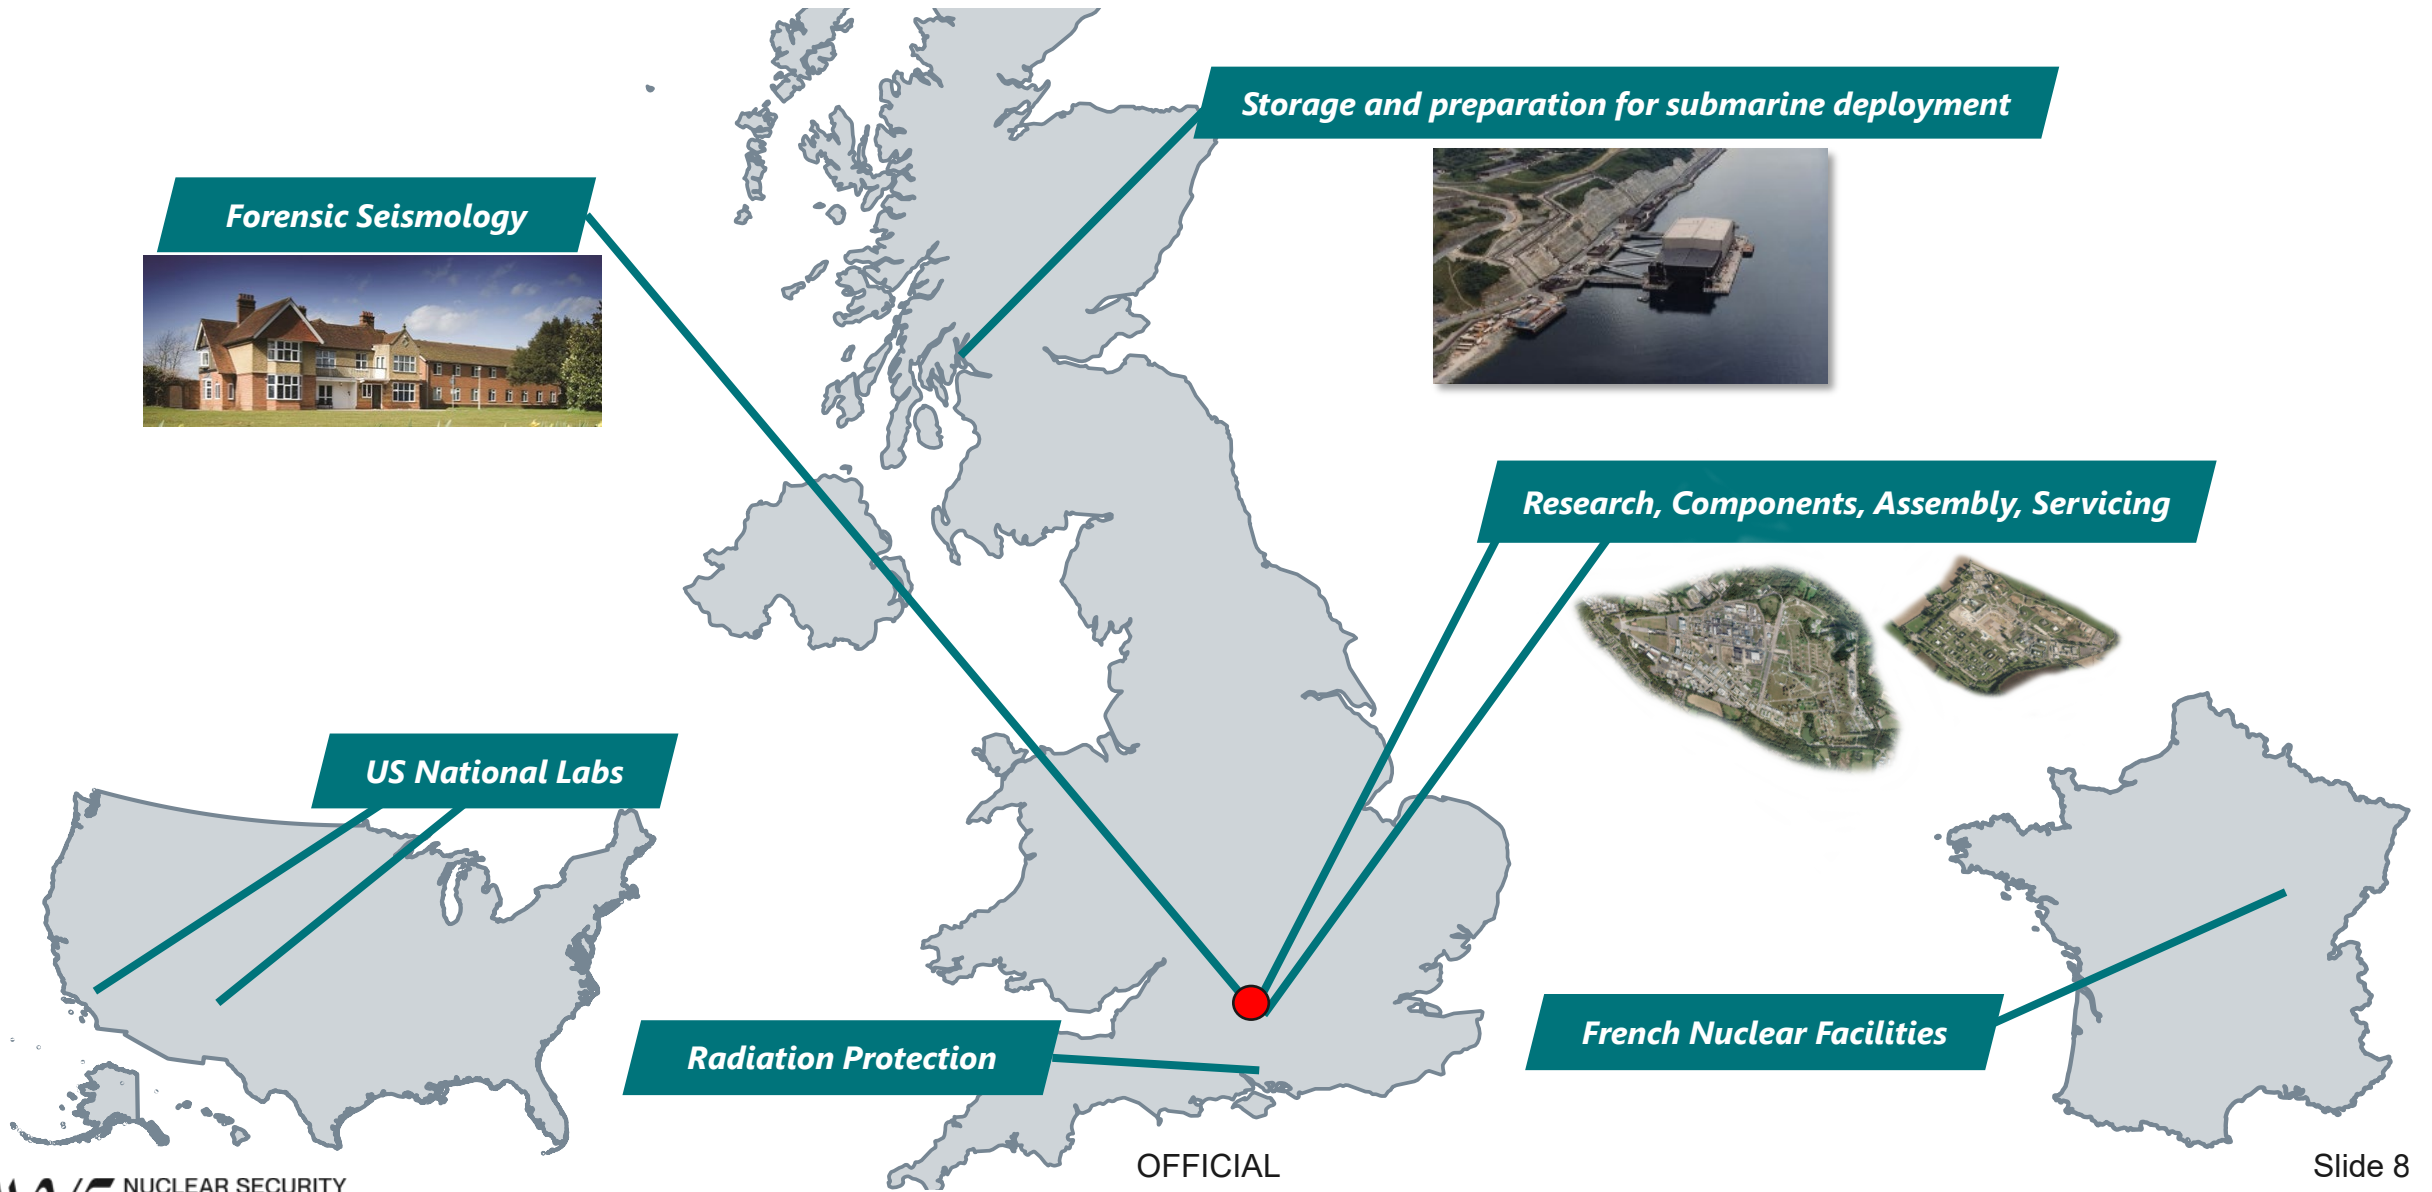 Storage and preparation for submarine deployment
Forensic Seismology
Research, Components, Assembly, Servicing
US National Labs
French Nuclear Facilities
Radiation Protection
OFFICIAL
Slide 8
NUCLEAR SECURITY